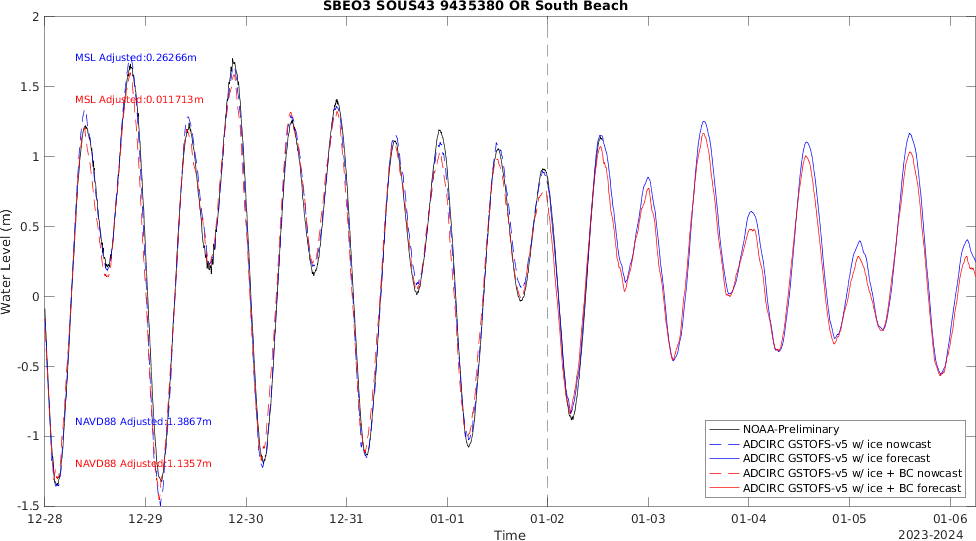 SBEO3 SOUS43 9435380 OR South Beach
MSL Adjusted:0.26266m
MSL Adjusted:0.011713m
NAVD88 Adjusted:1.3867m
NAVD88 Adjusted:1.1357m
Water Level (m)
2
1.5
1
0.5
0
-0.5
-1
-1.5
12-28
12-29
12-30
12-31
01-01
01-02
01-03
01-04
01-05
01-06
Time
2023-2024
NOAA-Preliminary
ADCIRC GSTOFS-v5 w/ ice nowcast
ADCIRC GSTOFS-v5 w/ ice forecast
ADCIRC GSTOFS-v5 w/ ice + BC nowcast
ADCIRC GSTOFS-v5 w/ ice + BC forecast